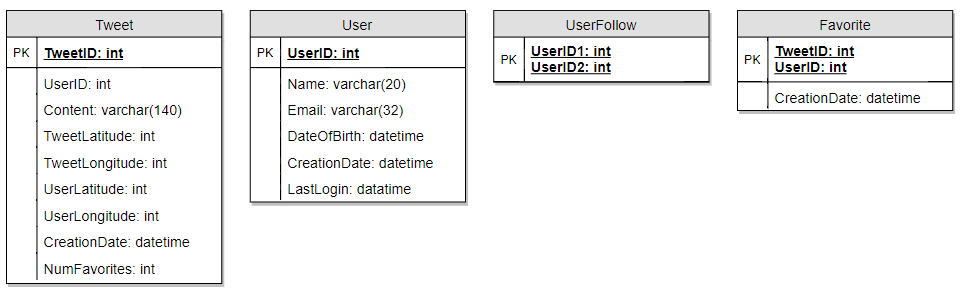 Tweet
PK TweetID: int
UserID: int
Content: varchar(140)
TweetLatitude: int
TweetLongitude: int
UserLatitude: int
UserLongitude: int
CreationDate: datetime
NumFavorites: int
User
PK UserID: int
Name: varchar(20)
Email: varchar(32)
DateOfBirth: datetime
CreationDate: datetime
LastLogin: datatime
UserFollow
PK UserID1: int
UserID2: int
Favorite
PK TweetID: int
UserID: int
CreationDate: datetime